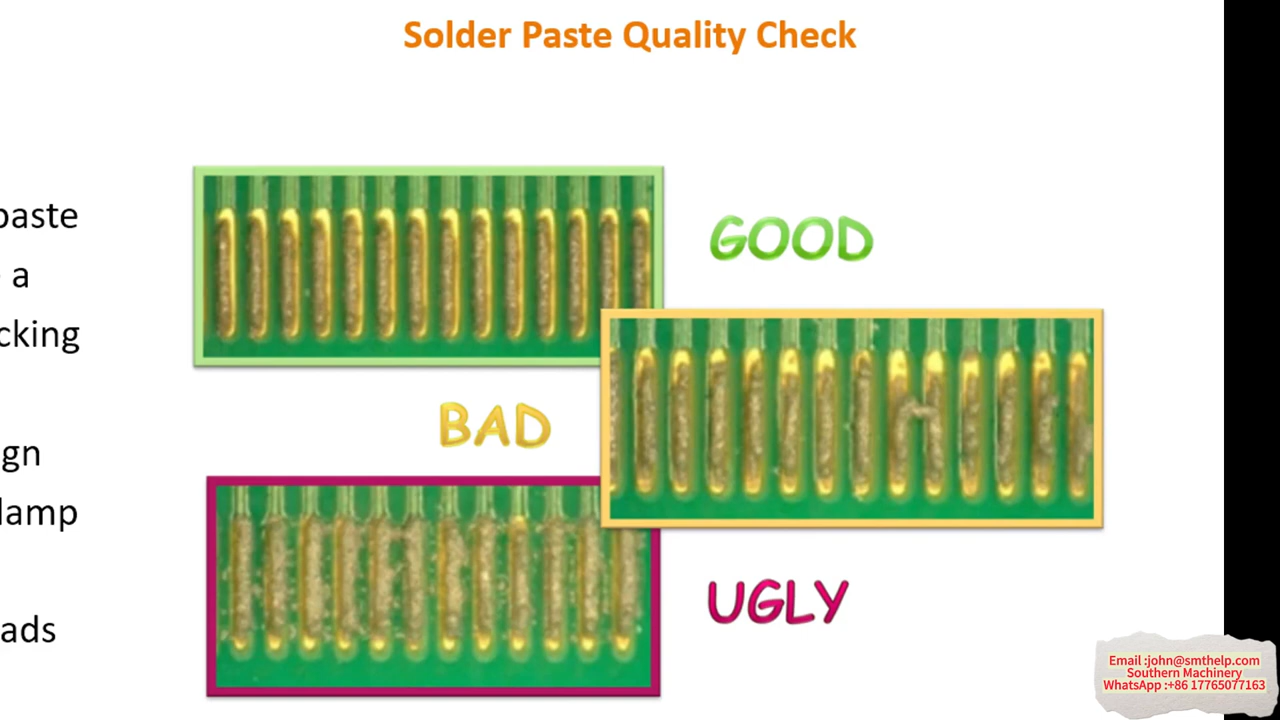 Solder Paste Quality Check
paste
a
cking
gn
lamp
ads
GOOD
BAD
UGLY
Email :john@smthelp.com
Southern Machinery
WhatsApp :+86 17765077163